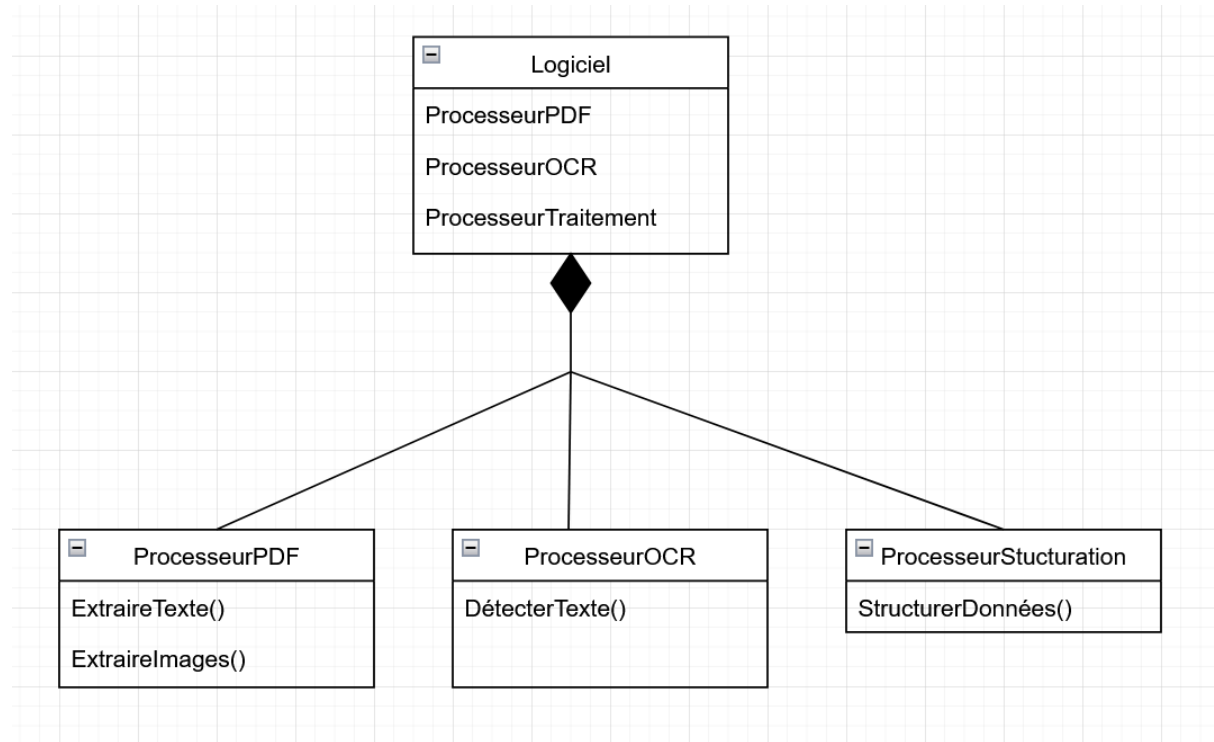 Logiciel
ProcesseurPDF
ProcesseurOCR
ProcesseurTraitement
ProcesseurPDF
ExtraireTexte()
ExtraireImages()
ProcesseurOCR
DétecterTexte()
ProcesseurStucturation
StructurerDonnées()